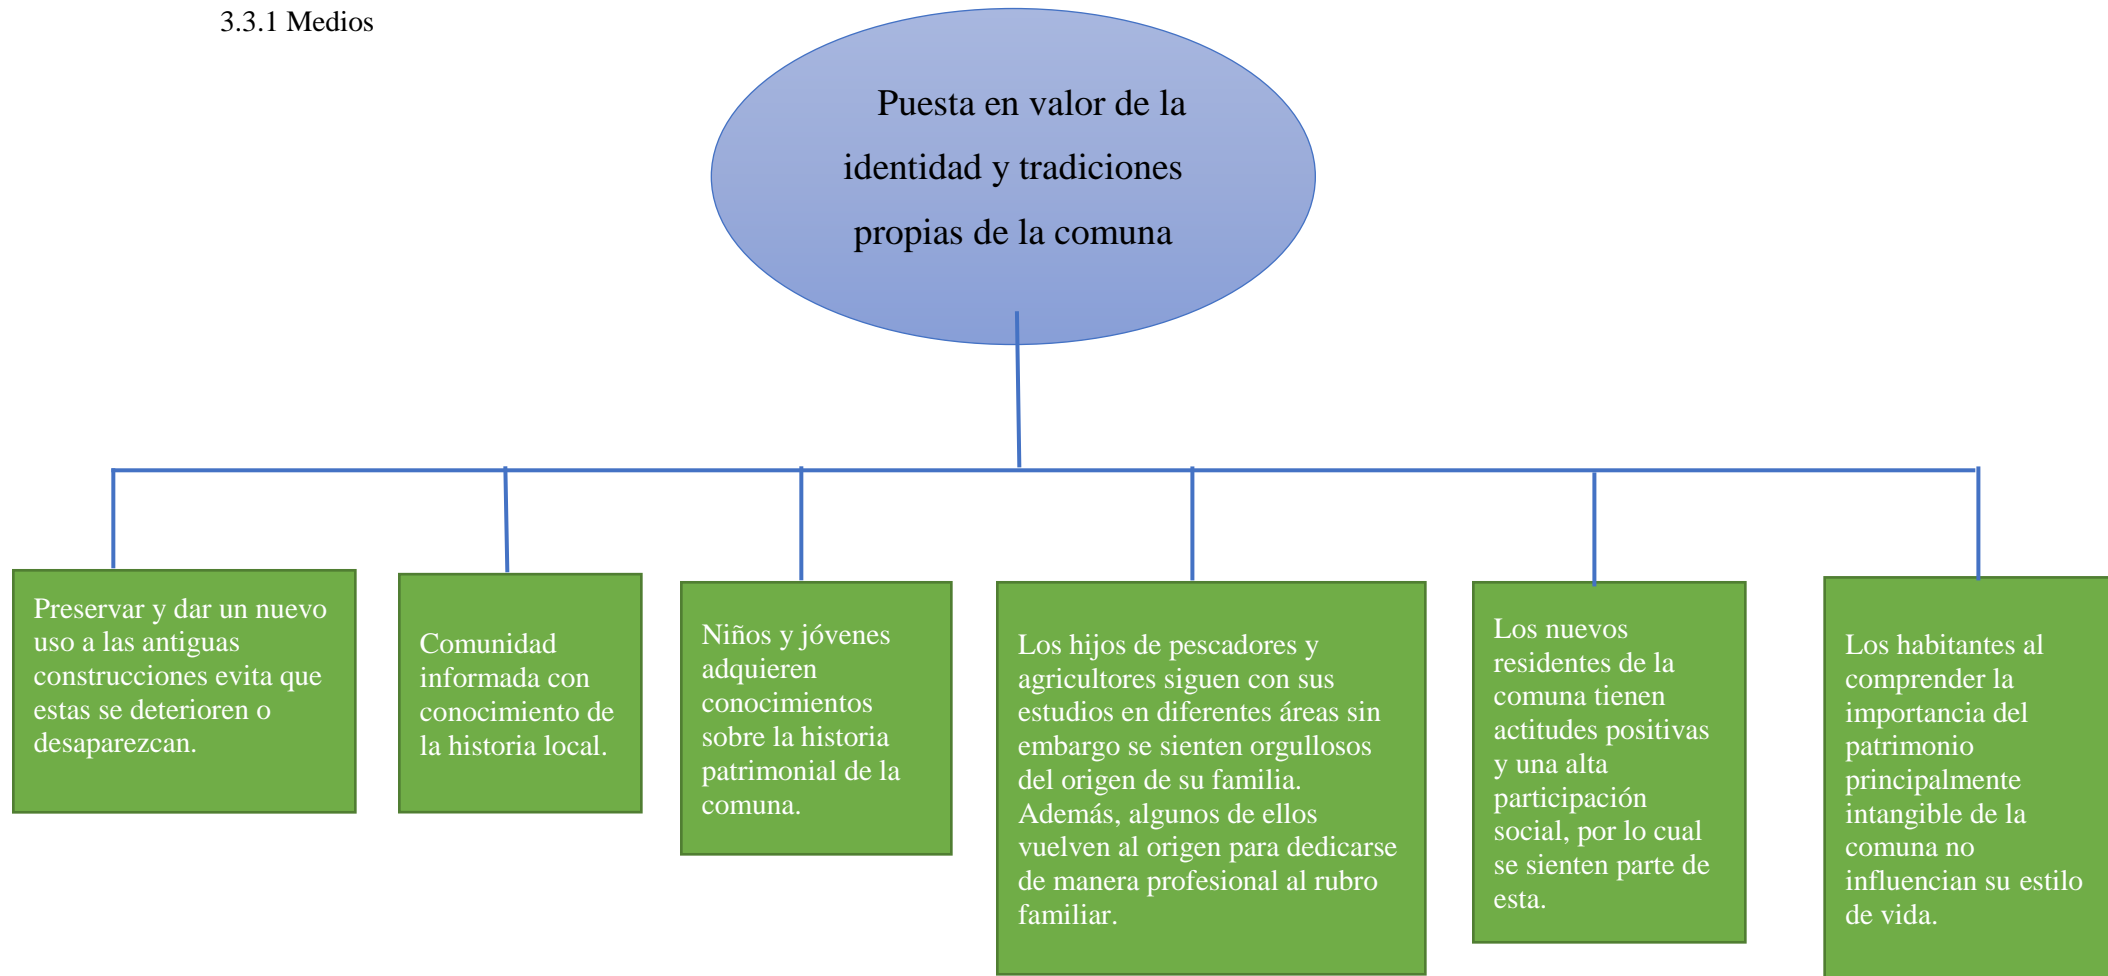 3.3.1 Medios
Puesta en valor de la
identidad y tradiciones
propias de la comuna
Preservar y dar un nuevo
uso a las antiguas
construcciones evita que
estas se deterioren o
desaparezcan.
Comunidad
informada con
conocimiento de
la historia local.
Niños y jóvenes
adquieren
conocimientos
sobre la historia
patrimonial de la
comuna.
Los hijos de pescadores y
agricultores siguen con sus
estudios en diferentes áreas sin
embargo se sienten orgullosos
del origen de su familia.
Además, algunos de ellos
vuelven al origen para dedicarse
de manera profesional al rubro
familiar.
Los nuevos
residentes de la
comuna tienen
actitudes positivas
y una alta
participación
social, por lo cual
se sienten parte de
esta.
Los habitantes al
comprender la
importancia del
patrimonio
principalmente
intangible de la
comuna no
influencian su estilo
de vida.